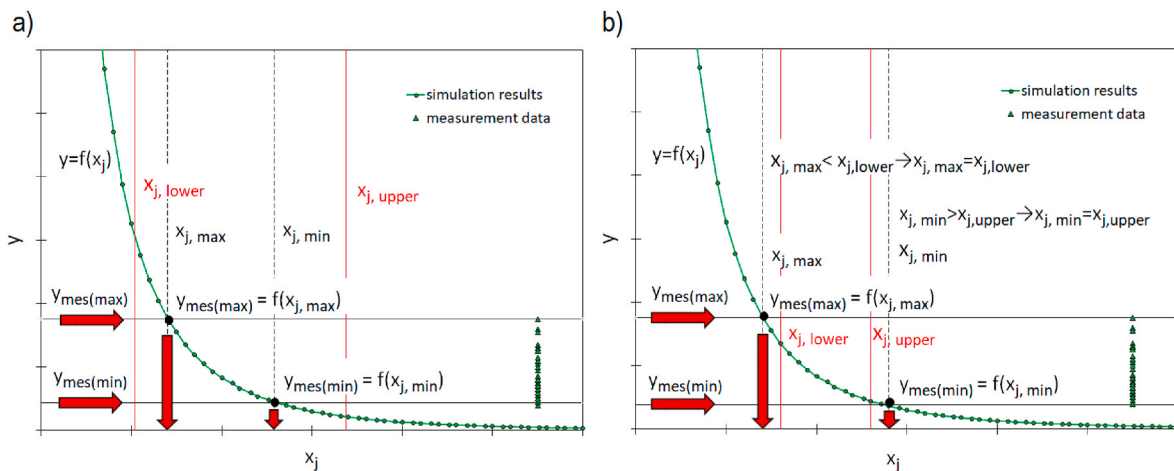 a)
simulation results
measurement data
y=f(xj)
xj, lower
xj, upper
xj, max
xj, min
y
ymes(max)
ymes(max) = f(xj, max)
ymes(min)
ymes(min) = f(xj, min)
xj
b)
simulation results
measurement data
y=f(xj)
xj, max< xj,lower→xj, max=xj,lower
xj, min>xj,upper→xj, min=xj,upper
xj, max
xj, min
y
ymes(max)
ymes(max) = f(xj, max)
xj, lower
xj, upper
ymes(min)
ymes(min) = f(xj, min)
xj